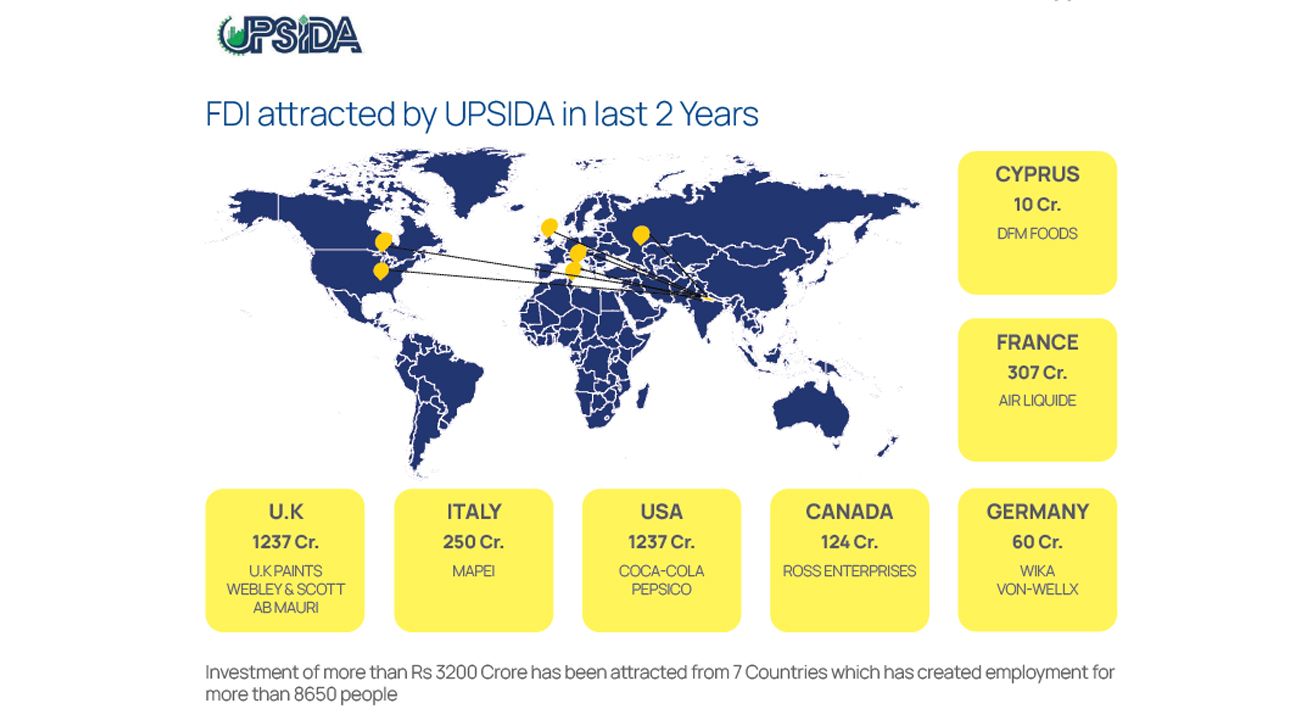 UPSIDA
FDI attracted by UPSIDA in last 2 Years
CYPRUS
10 Cr.
DFM FOODS
FRANCE
307 Cr.
AIR LIQUIDE
U.K
1237 Cr.
U.K PAINTS
WEBLEY & SCOTT
AB MAURI
ITALY
250 Cr.
MAPEI
USA
1237 Cr.
COCA-COLA
PEPSICO
CANADA
124 Cr.
ROSS ENTERPRISES
GERMANY
60 Cr.
WIKA
VON-WELLX
Investment of more than Rs 3200 Crore has been attracted from 7 Countries which has created employment for
more than 8650 people